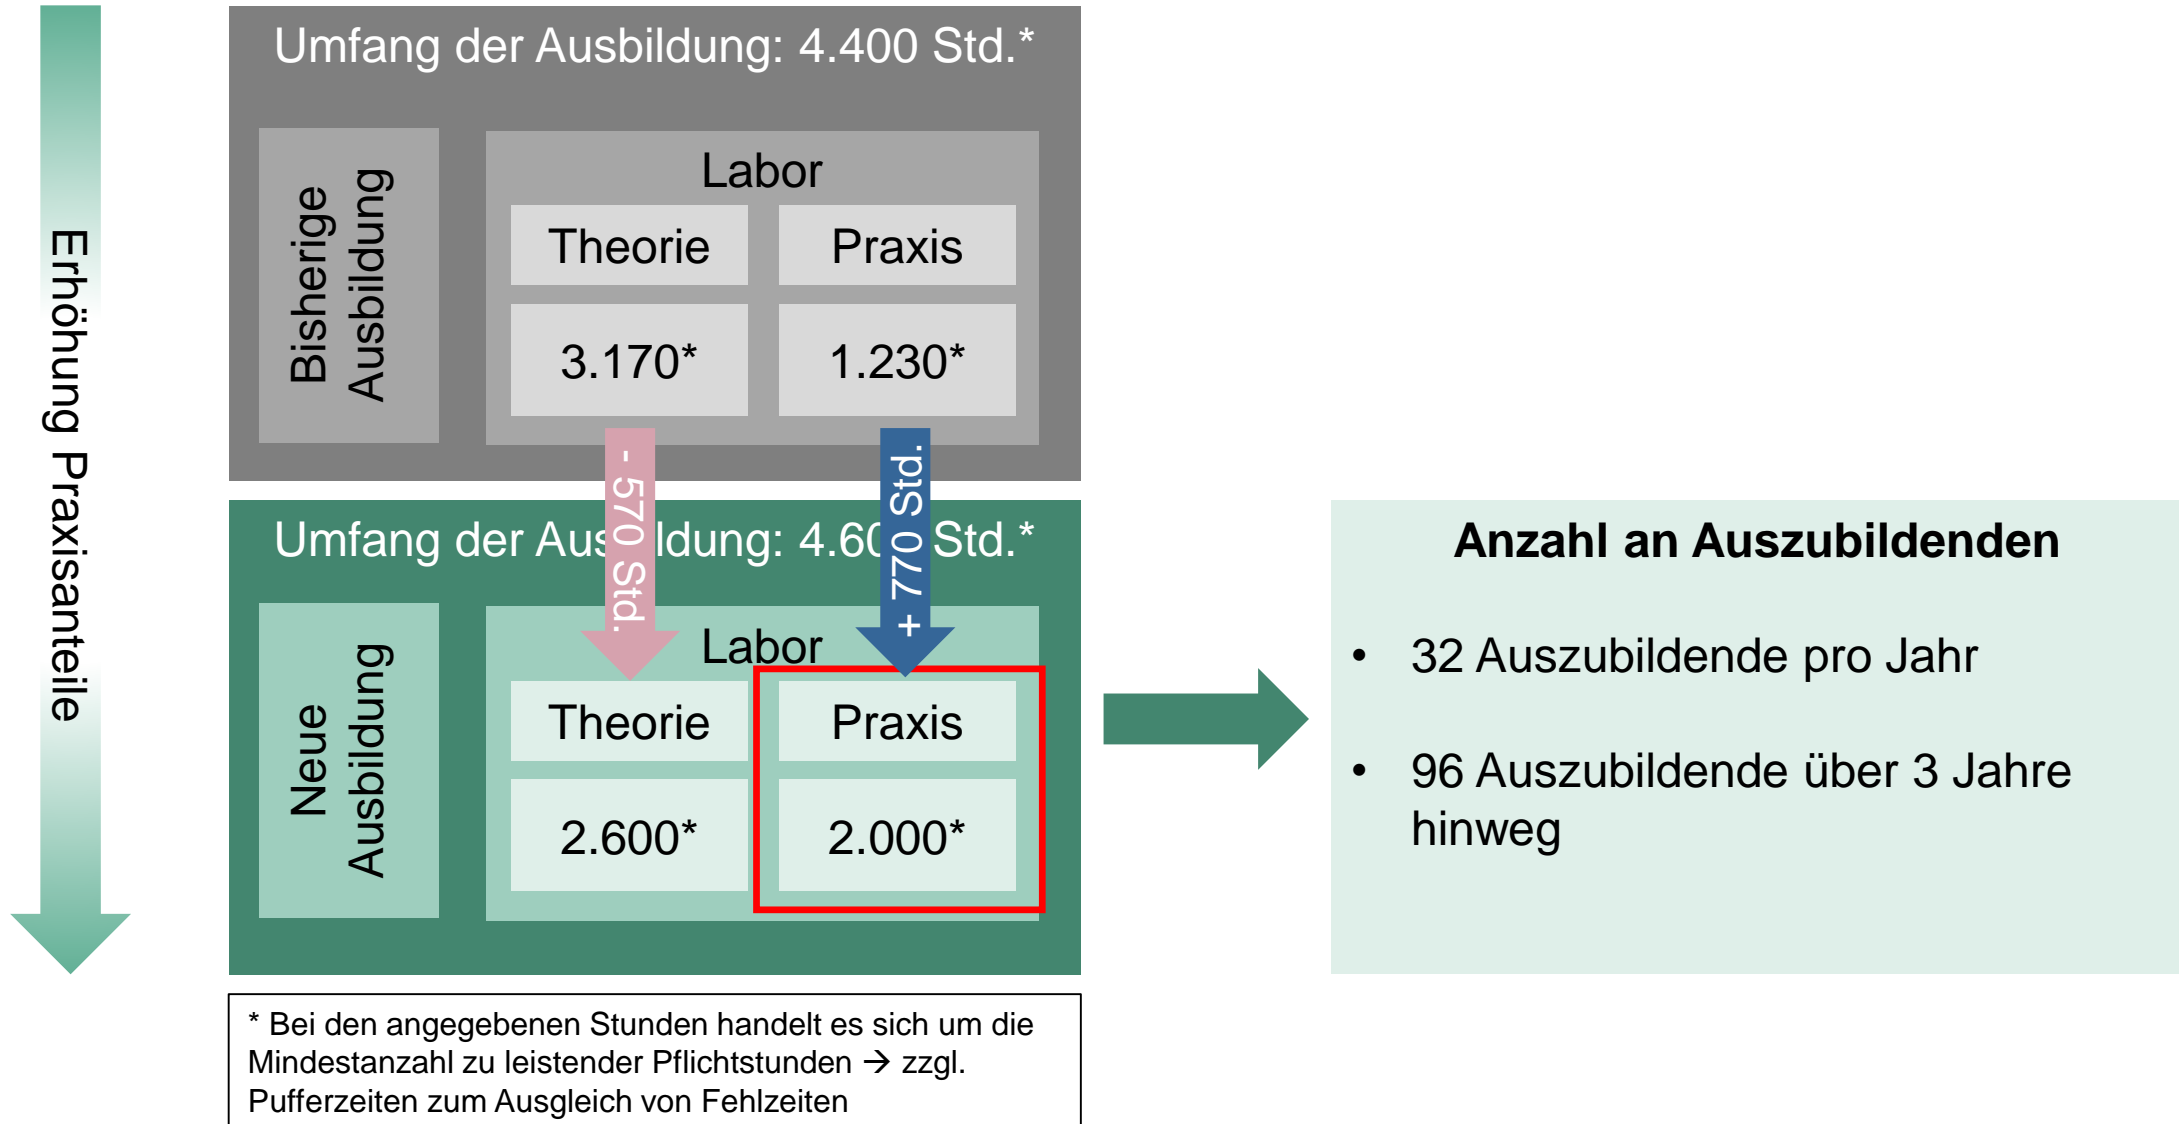 Erhöhung Praxisanteile
Umfang der Ausbildung: 4.400 Std.*
Bisherige
Ausbildung
Labor
Theorie
Praxis
3.170*
1.230*
- 570 Std.
+ 770 Std.
Umfang der Aus ldung: 4.60 Std.*
Neue
Ausbildung
Labor
Theorie
Praxis
2.600*
2.000*
* Bei den angegebenen Stunden handelt es sich um die
Mindestanzahl zu leistender Pflichtstunden → zzgl.
Pufferzeiten zum Ausgleich von Fehlzeiten
Anzahl an Auszubildenden
• 32 Auszubildende pro Jahr
• 96 Auszubildende über 3 Jahre
hinweg